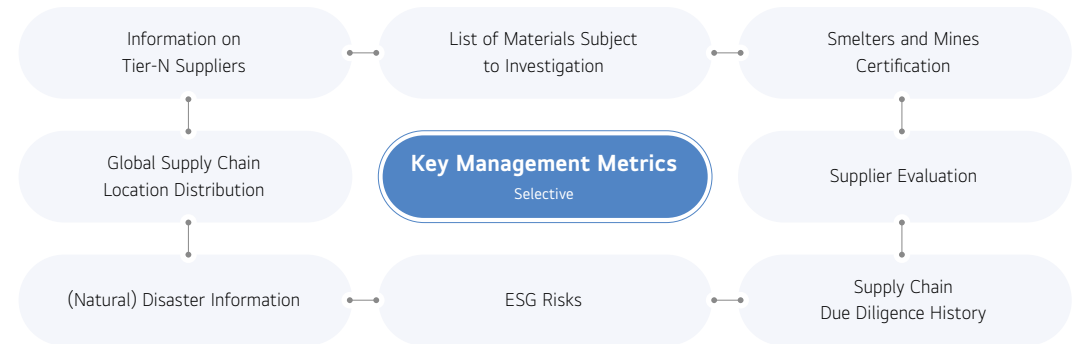 Information on
Tier-N Suppliers
List of Materials Subject
to Investigation
Smelters and Mines
Certification
Global Supply Chain
Location Distribution
Key Management Metrics
Selective
Supplier Evaluation
(Natural) Disaster Information
ESG Risks
Supply Chain
Due Diligence History